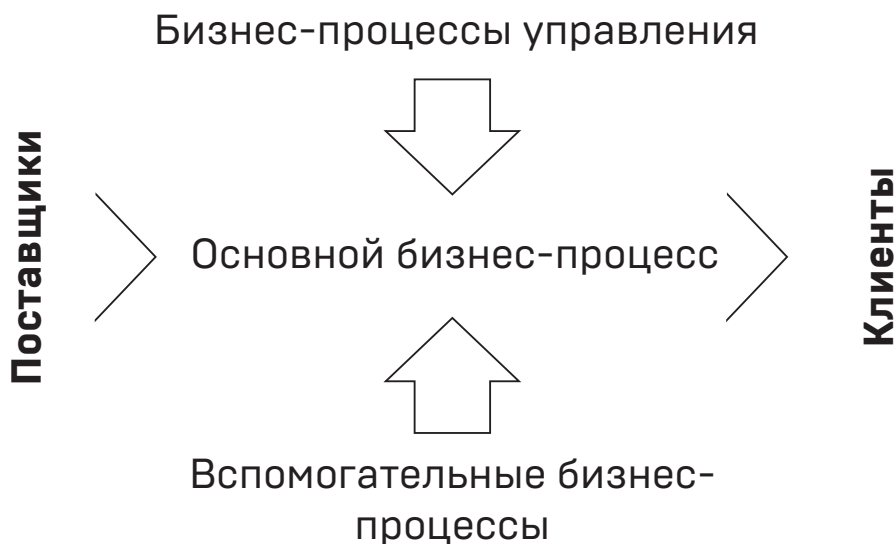 Бизнес-процессы управления
Поставщики
Основной бизнес-процесс
Клиенты
Вспомогательные бизнес-
процессы